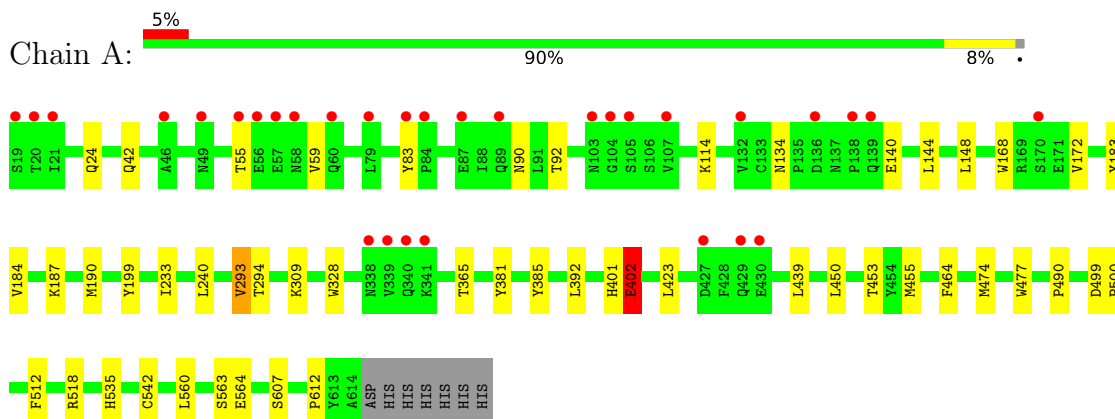 5%
Chain A:
90% 8% •
S19 T20 I21 Q24 Q42 A46 N49 T55 E56 E57 N58 V59 Q60 L79 Y83 P84 E87 I88 Q89 N90 L91 T92 N103 G104 S105 S106 V107 K114 V132 C133 N134 P135 D136 N137 P138 Q139 E140 L144 L148 W168 R169 S170 E171 V172 Y183
V184 K187 M190 Y199 I233 L240 V293 T294 K309 W328 N338 V339 Q340 K341 T365 Y381 Y385 L392 H401 E402 L423 D427 F428 Q429 E430 L439 L450 T453 Y454 M455 F464 M474 W477 P490 D499 P500
F512 R518 H535 C542 L560 S563 E564 S607 P612 Y613 A614 ASP HIS HIS HIS HIS HIS HIS